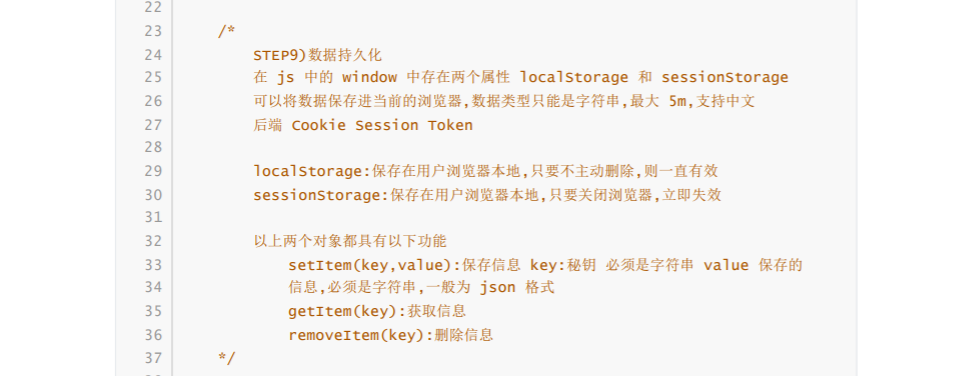 22
23 /*
24 STEP9)数据持久化
25 在 js 中的 window 中存在两个属性 localStorage 和 sessionStorage
26 可以将数据保存进当前的浏览器,数据类型只能是字符串,最大 5m,支持中文
27 后端 Cookie Session Token
28
29 localStorage:保存在用户浏览器本地,只要不主动删除,则一直有效
30 sessionStorage:保存在用户浏览器本地,只要关闭浏览器,立即失效
31
32 以上两个对象都具有以下功能
33 setItem(key,value):保存信息 key:秘钥 必须是字符串 value 保存的
34 信息,必须是字符串,一般为 json 格式
35 getItem(key):获取信息
36 removeItem(key):删除信息
37 */